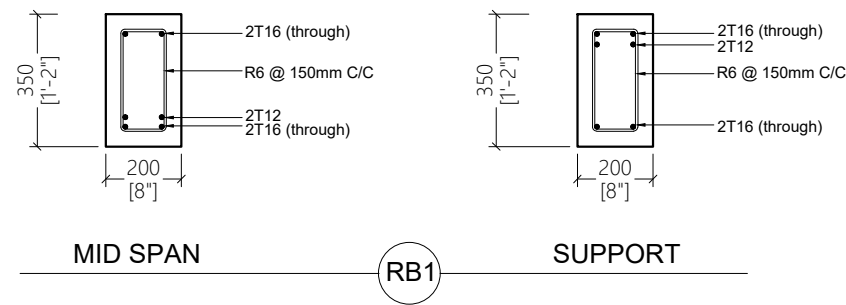 2T16 (through)
R6 @ 150mm C/C
2T12
2T16 (through)
350
[1'-2"]
200
[8"]
MID SPAN
2T16 (through)
2T12
R6 @ 150mm C/C
2T16 (through)
350
[1'-2"]
200
[8"]
SUPPORT
RB1